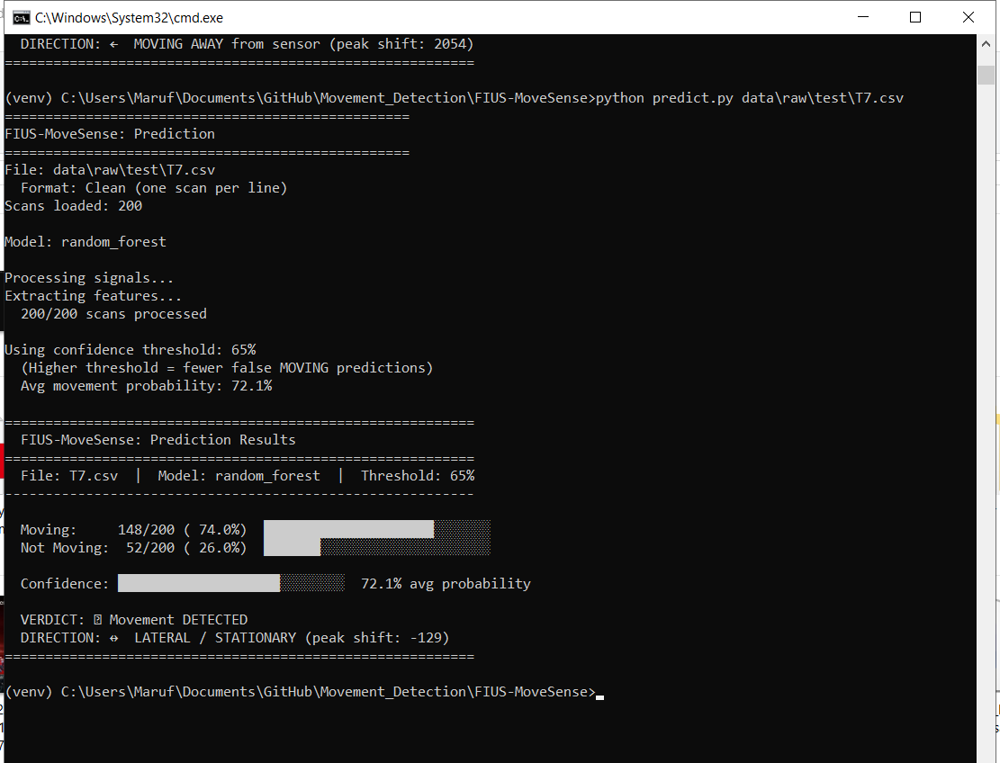 C:\Windows\System32\cmd.exe
DIRECTION: ← MOVING AWAY from sensor (peak shift: 2054)
==========================================================
(venv) C:\Users\Maruf\Documents\GitHub\Movement_Detection\FIUS-MoveSense>python predict.py data\raw\test\T7.csv
==================================================
FIUS-MoveSense: Prediction
==================================================
File: data\raw\test\T7.csv
Format: Clean (one scan per line)
Scans loaded: 200
Model: random_forest
Processing signals...
Extracting features...
200/200 scans processed
Using confidence threshold: 65%
(Higher threshold = fewer false MOVING predictions)
Avg movement probability: 72.1%
==========================================================
FIUS-MoveSense: Prediction Results
==========================================================
File: T7.csv │ Model: random_forest │ Threshold: 65%
----------------------------------------------------------
Moving: 148/200 ( 74.0%)
Not Moving: 52/200 ( 26.0%)
Confidence: 72.1% avg probability
VERDICT: Movement DETECTED
DIRECTION: ↔ LATERAL / STATIONARY (peak shift: -129)
==========================================================
(venv) C:\Users\Maruf\Documents\GitHub\Movement_Detection\FIUS-MoveSense>